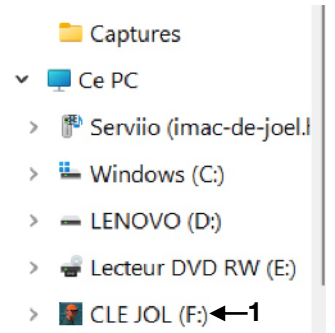 Captures
Ce PC
Serviio (imac-de-joel.
Windows (C:)
LENOVO (D:)
Lecteur DVD RW (E:)
CLE JOL (F:) 1